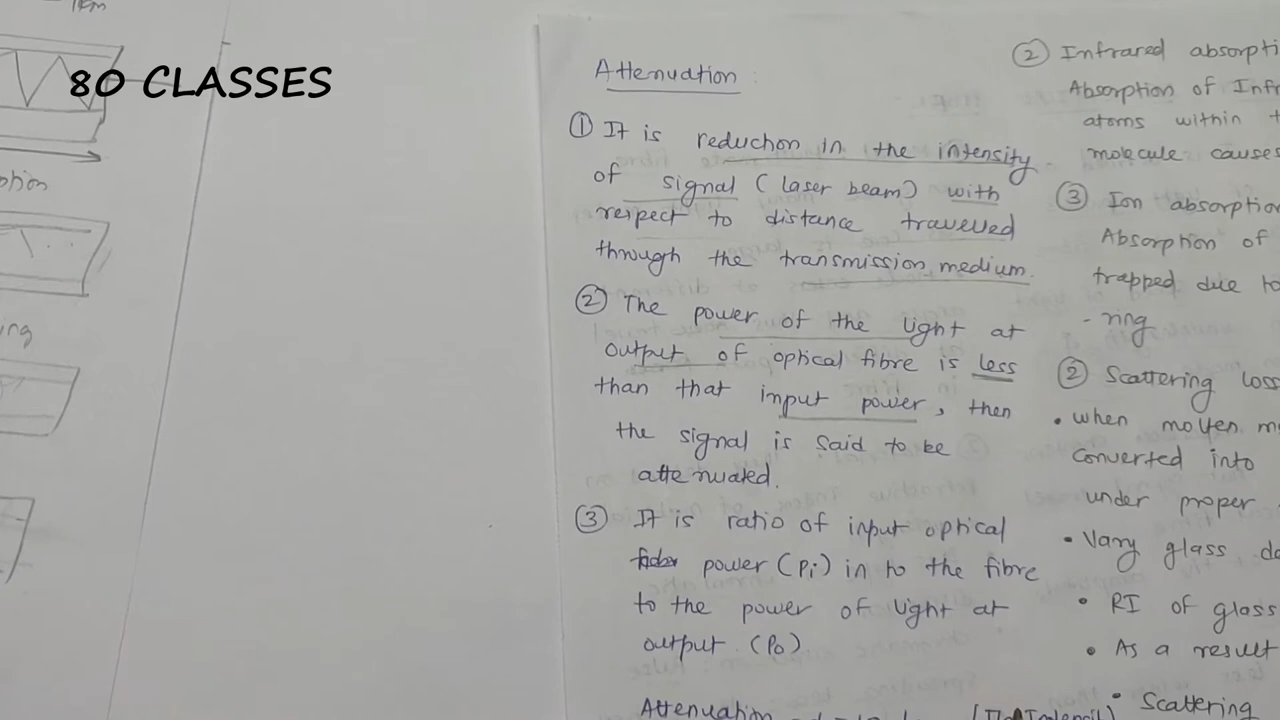 80 CLASSES
Attenuation :
① It is reduction in the intensity
of signal (laser beam) with
respect to distance travelled
through the transmission medium.
② The power of the light at
output of optical fibre is less
than that input power, then
the signal is said to be
attenuated.
③ It is ratio of input optical
power (Pi) in to the fibre
to the power of light at
output (Po)
Attenuation
② Infrared absorpti
Absorption of Infr
atoms within t
molecule causes
③ Ion absorption
Absorption of
trapped due to
- ring
② Scattering loss
• when molten m
converted into
under proper
• Vary glass de
• RI of glass
• As a result
• Scattering